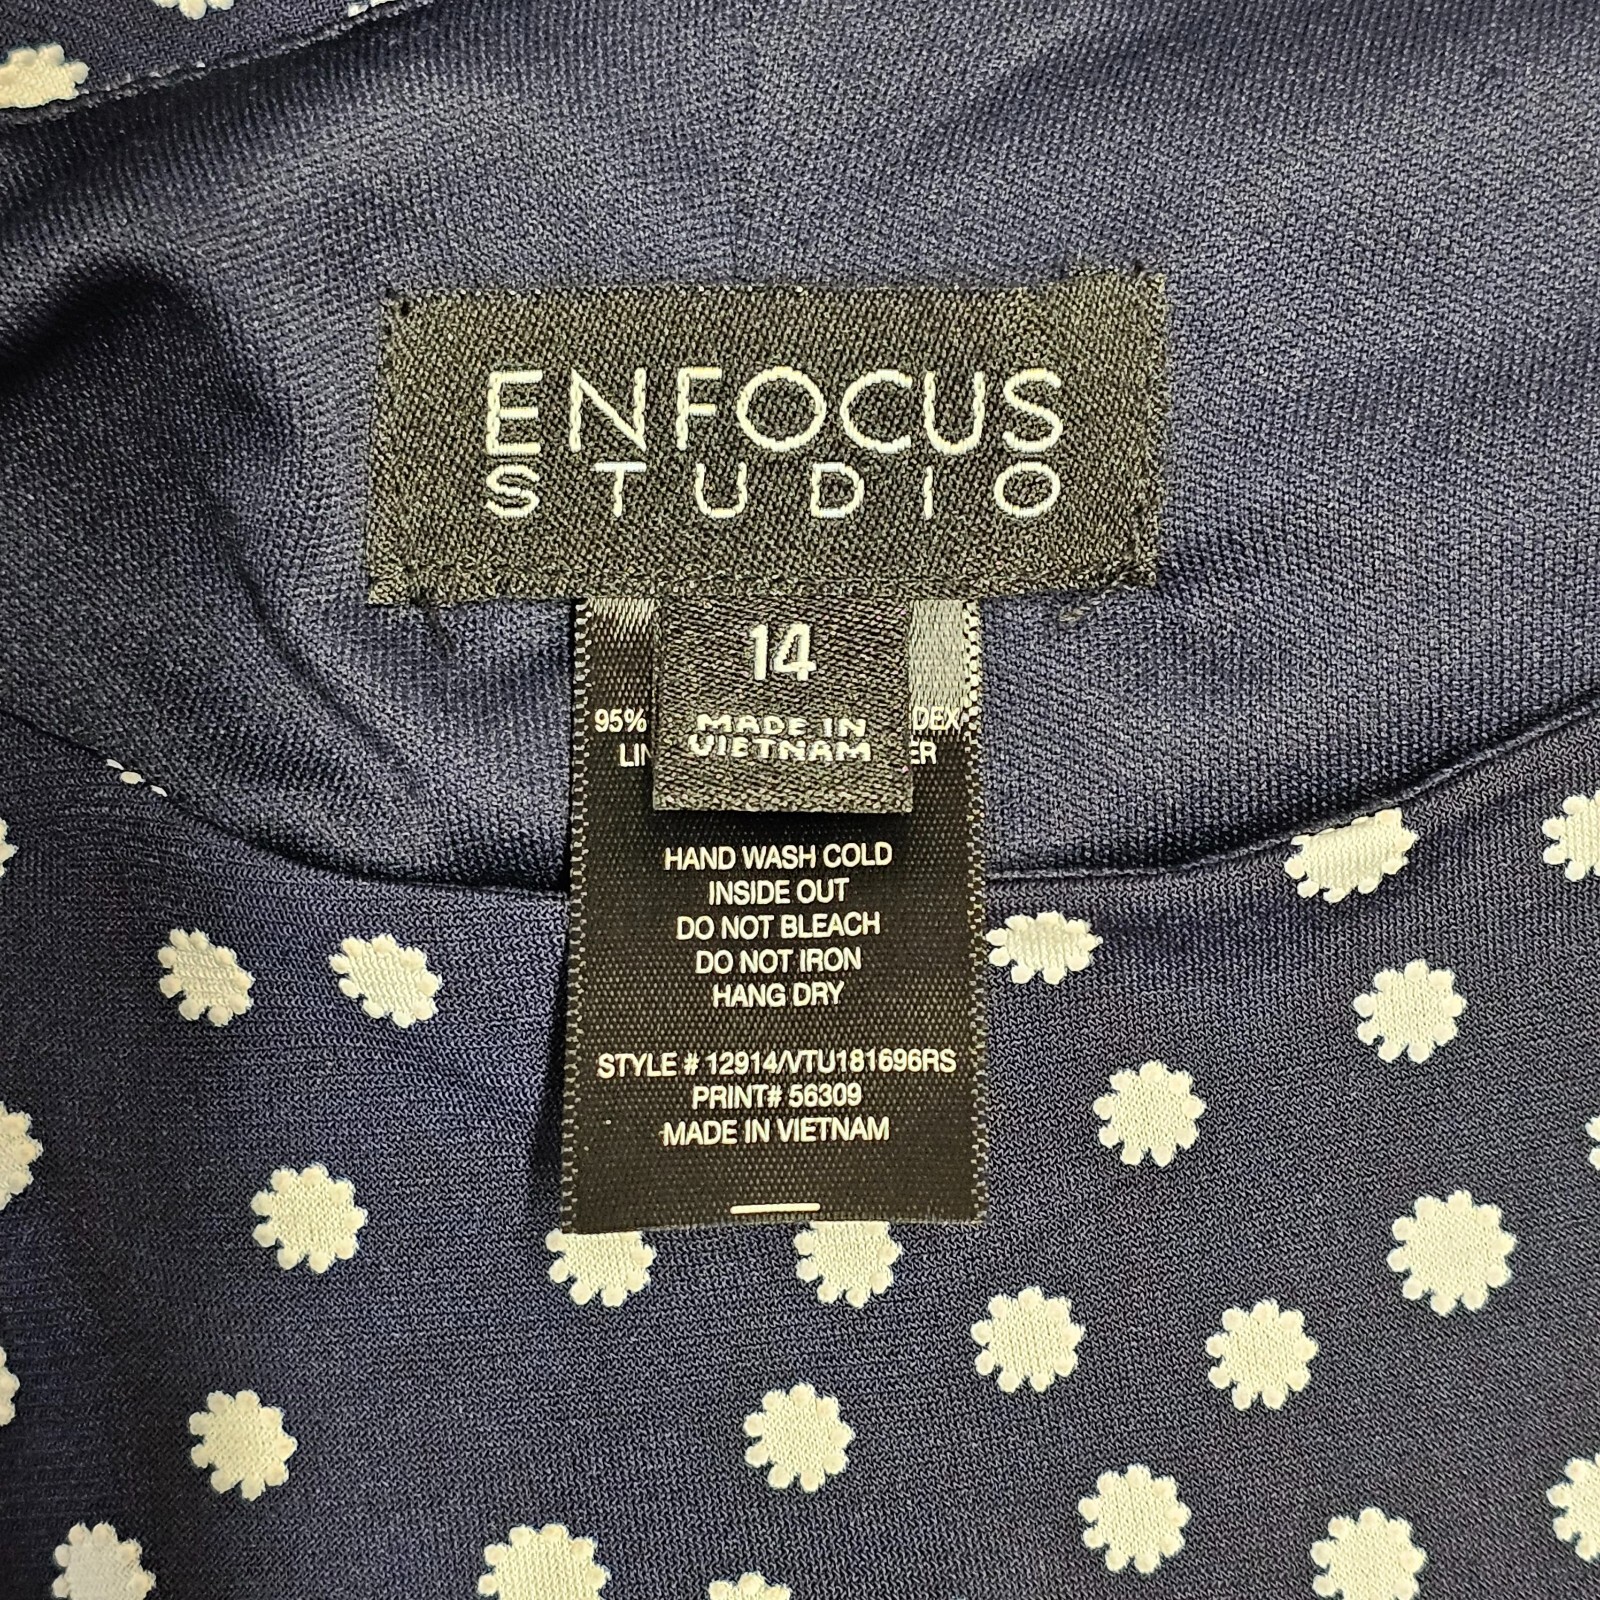 ENFOCUS
STUDIO
14
MADE IN
VIETNAM
95%
HAND WASH COLD
INSIDE OUT
DO NOT BLEACH
DO NOT IRON
HANG DRY
STYLE # 12914/VTU181696RS
PRINT# 56309
MADE IN VIETNAM